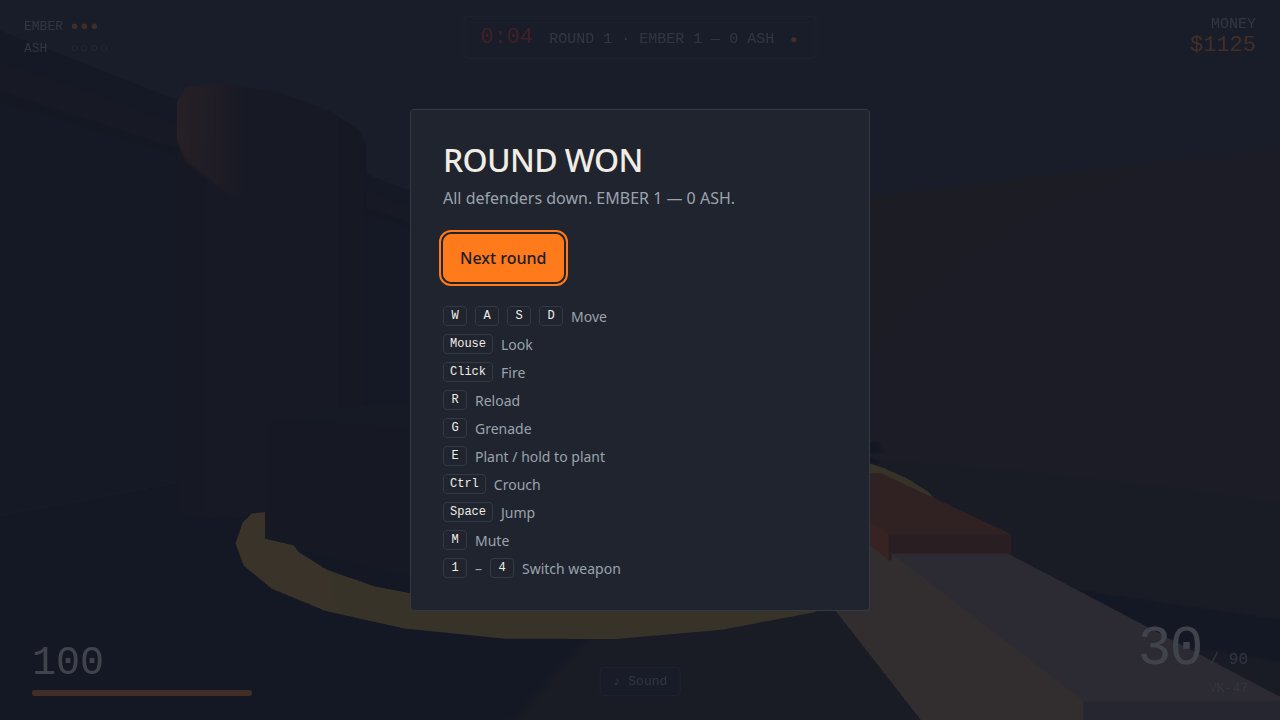 EMBER ●●●
ASH ○○○○
0:04 ROUND 1 · EMBER 1 — 0 ASH ●
MONEY
$1125
ROUND WON
All defenders down. EMBER 1 — 0 ASH.
Next round
W A S D Move
Mouse Look
Click Fire
R Reload
G Grenade
E Plant / hold to plant
Ctrl Crouch
Space Jump
M Mute
1 – 4 Switch weapon
100
♪ Sound
30 / 90
VK-47